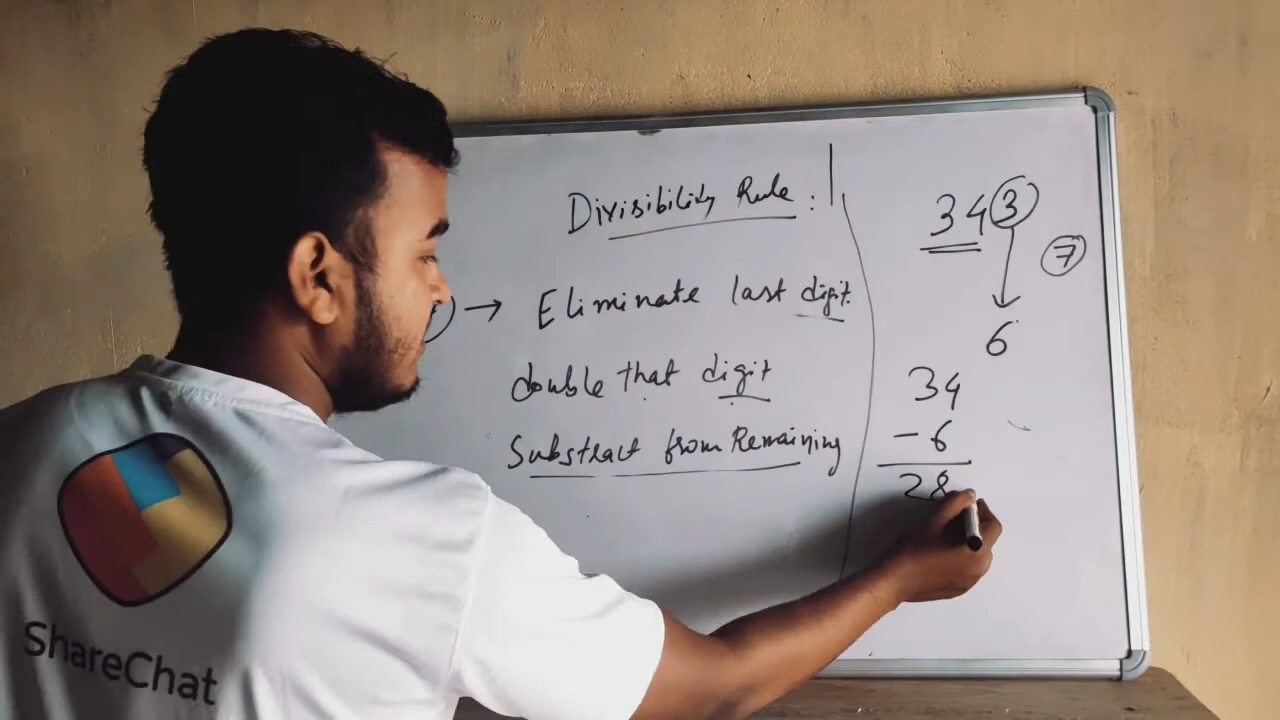 Divisibility Rule :
→ Eliminate last digit.
double that digit
Substract from Remaining
343
7
6
34
- 6
28
ShareChat